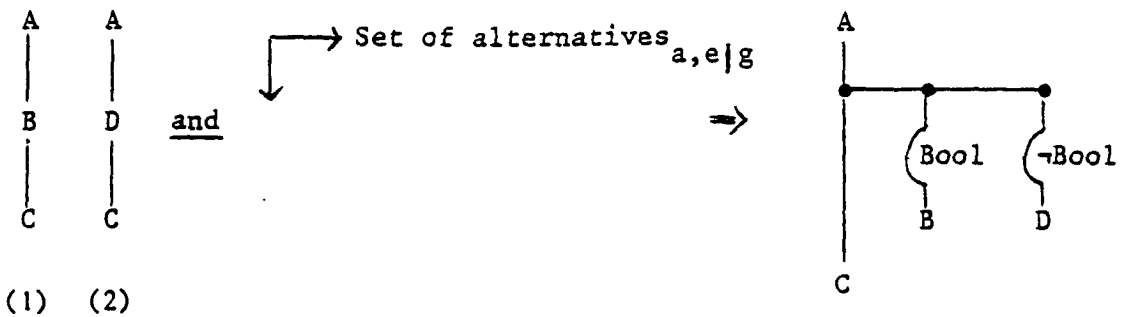 A A A
Set of alternatives a,e|g
B D and ⇒ Bool ¬Bool
B D
C C C
(1) (2)